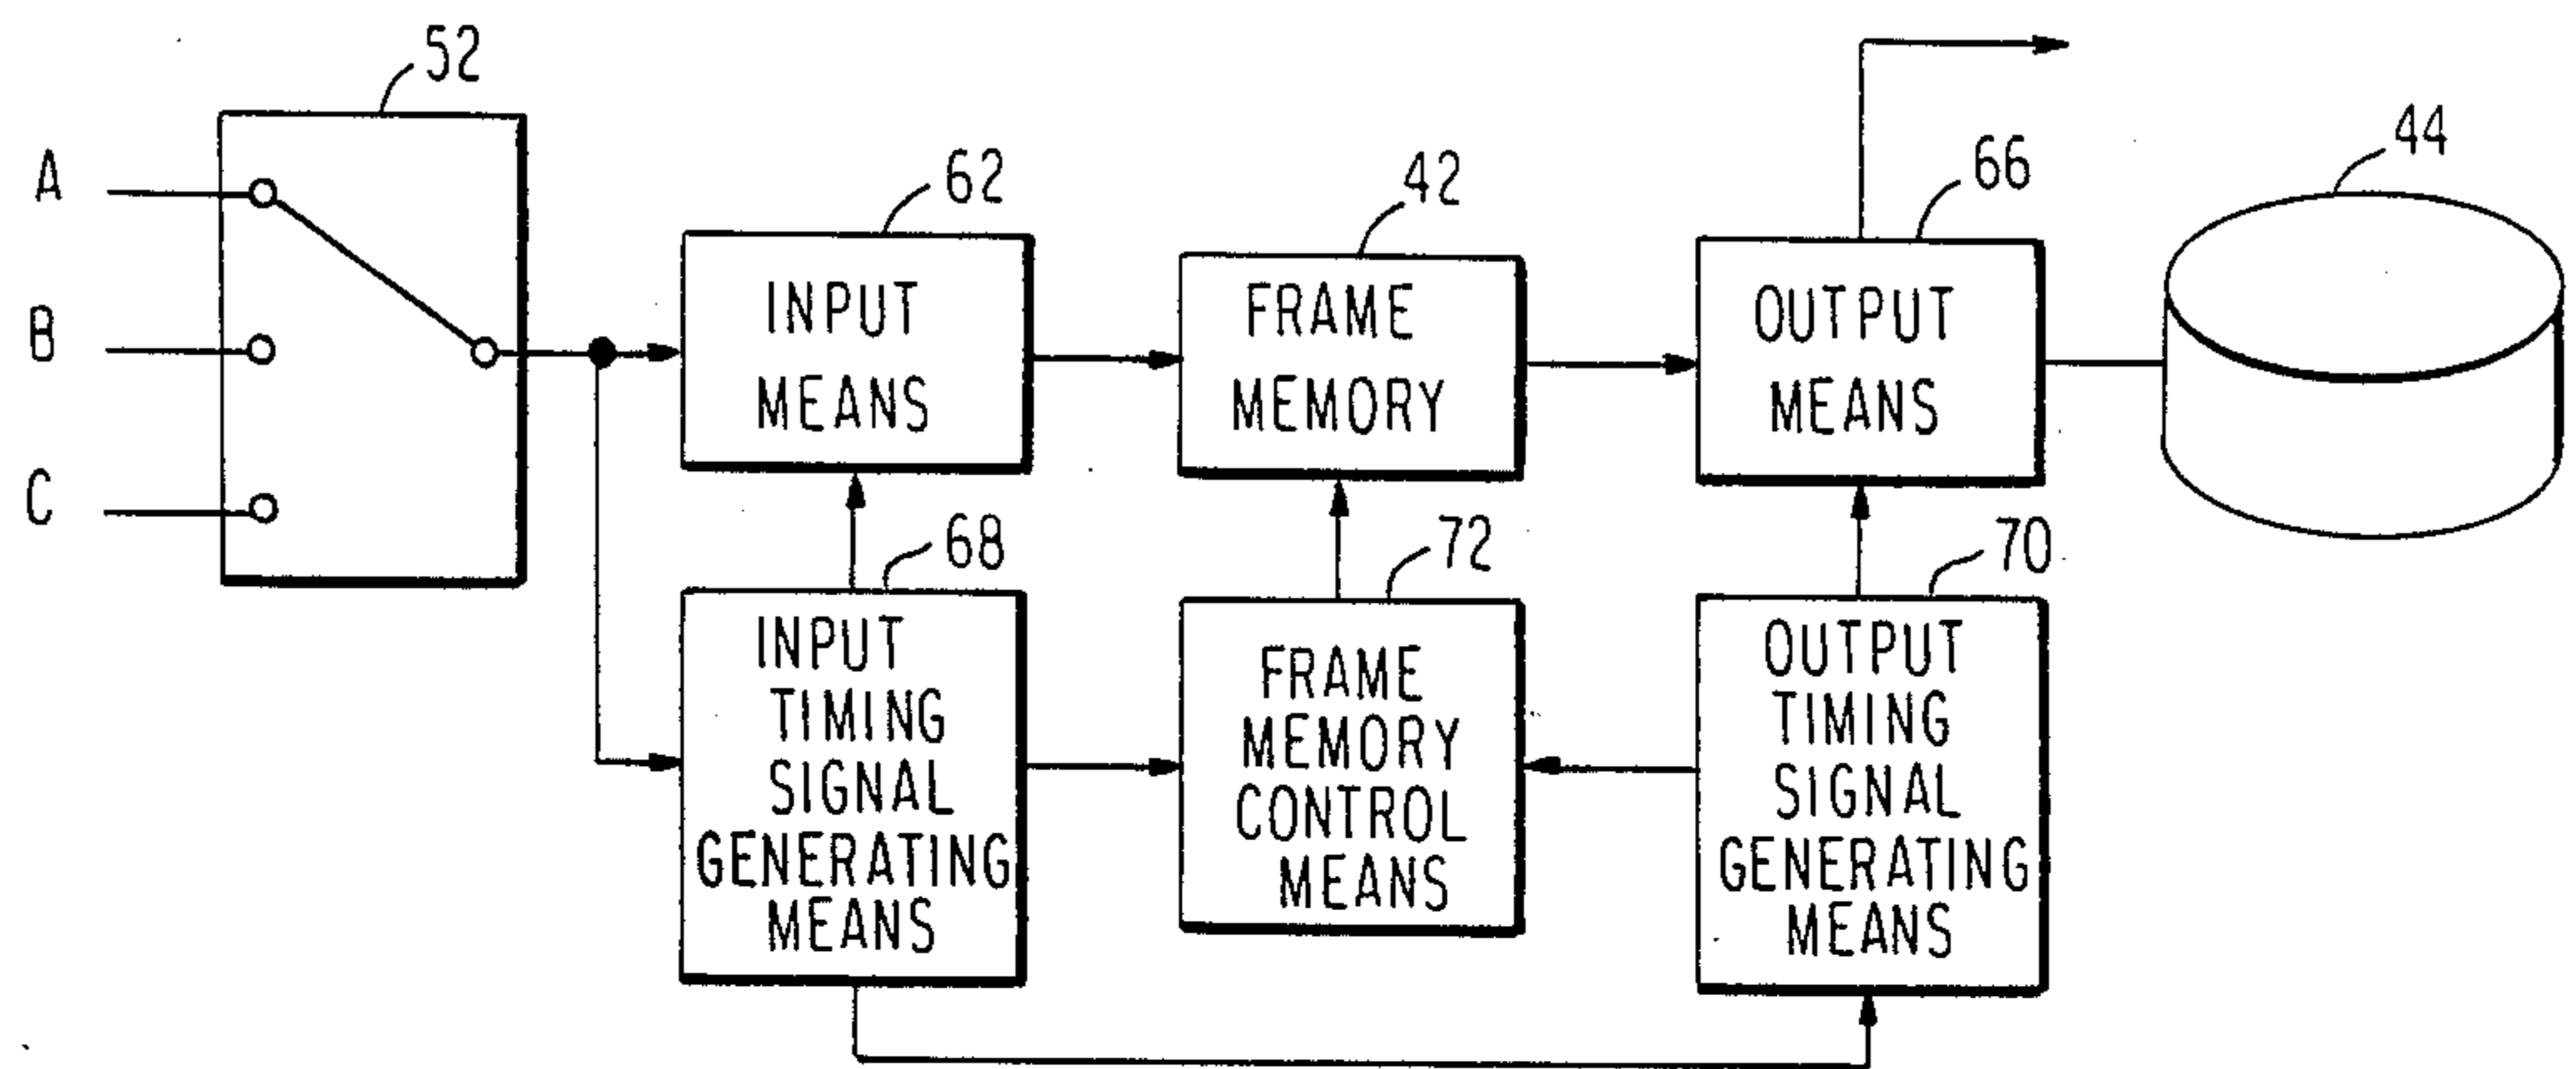 52
A
B
C
62
INPUT
MEANS
42
FRAME
MEMORY
66
OUTPUT
MEANS
44
68
INPUT
TIMING
SIGNAL
GENERATING
MEANS
72
FRAME
MEMORY
CONTROL
MEANS
70
OUTPUT
TIMING
SIGNAL
GENERATING
MEANS